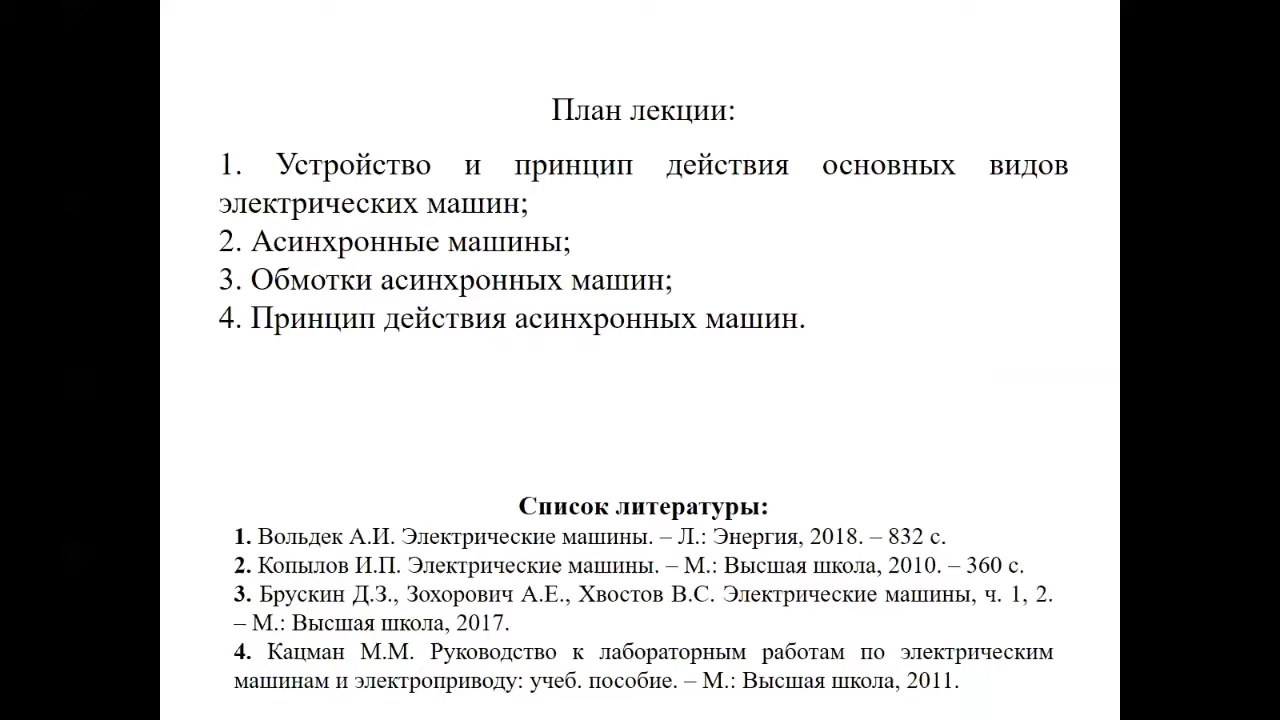 План лекции:
1. Устройство и принцип действия основных видов
электрических машин;
2. Асинхронные машины;
3. Обмотки асинхронных машин;
4. Принцип действия асинхронных машин.
Список литературы:
1. Вольдек А.И. Электрические машины. – Л.: Энергия, 2018. – 832 с.
2. Копылов И.П. Электрические машины. – М.: Высшая школа, 2010. – 360 с.
3. Брускин Д.З., Зохорович А.Е., Хвостов В.С. Электрические машины, ч. 1, 2.
– М.: Высшая школа, 2017.
4. Кацман М.М. Руководство к лабораторным работам по электрическим
машинам и электроприводу: учеб. пособие. – М.: Высшая школа, 2011.